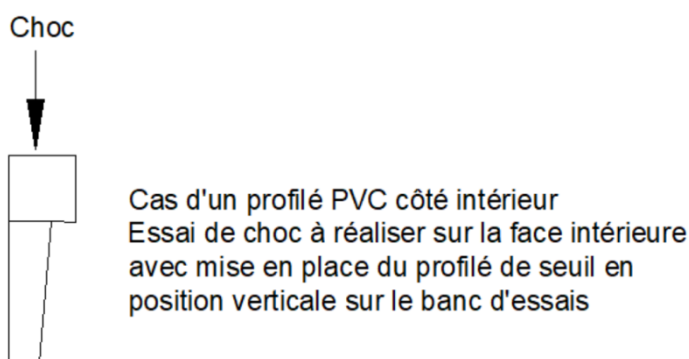 Choc
Cas d'un profilé PVC côté intérieur
Essai de choc à réaliser sur la face intérieure
avec mise en place du profilé de seuil en
position verticale sur le banc d'essais